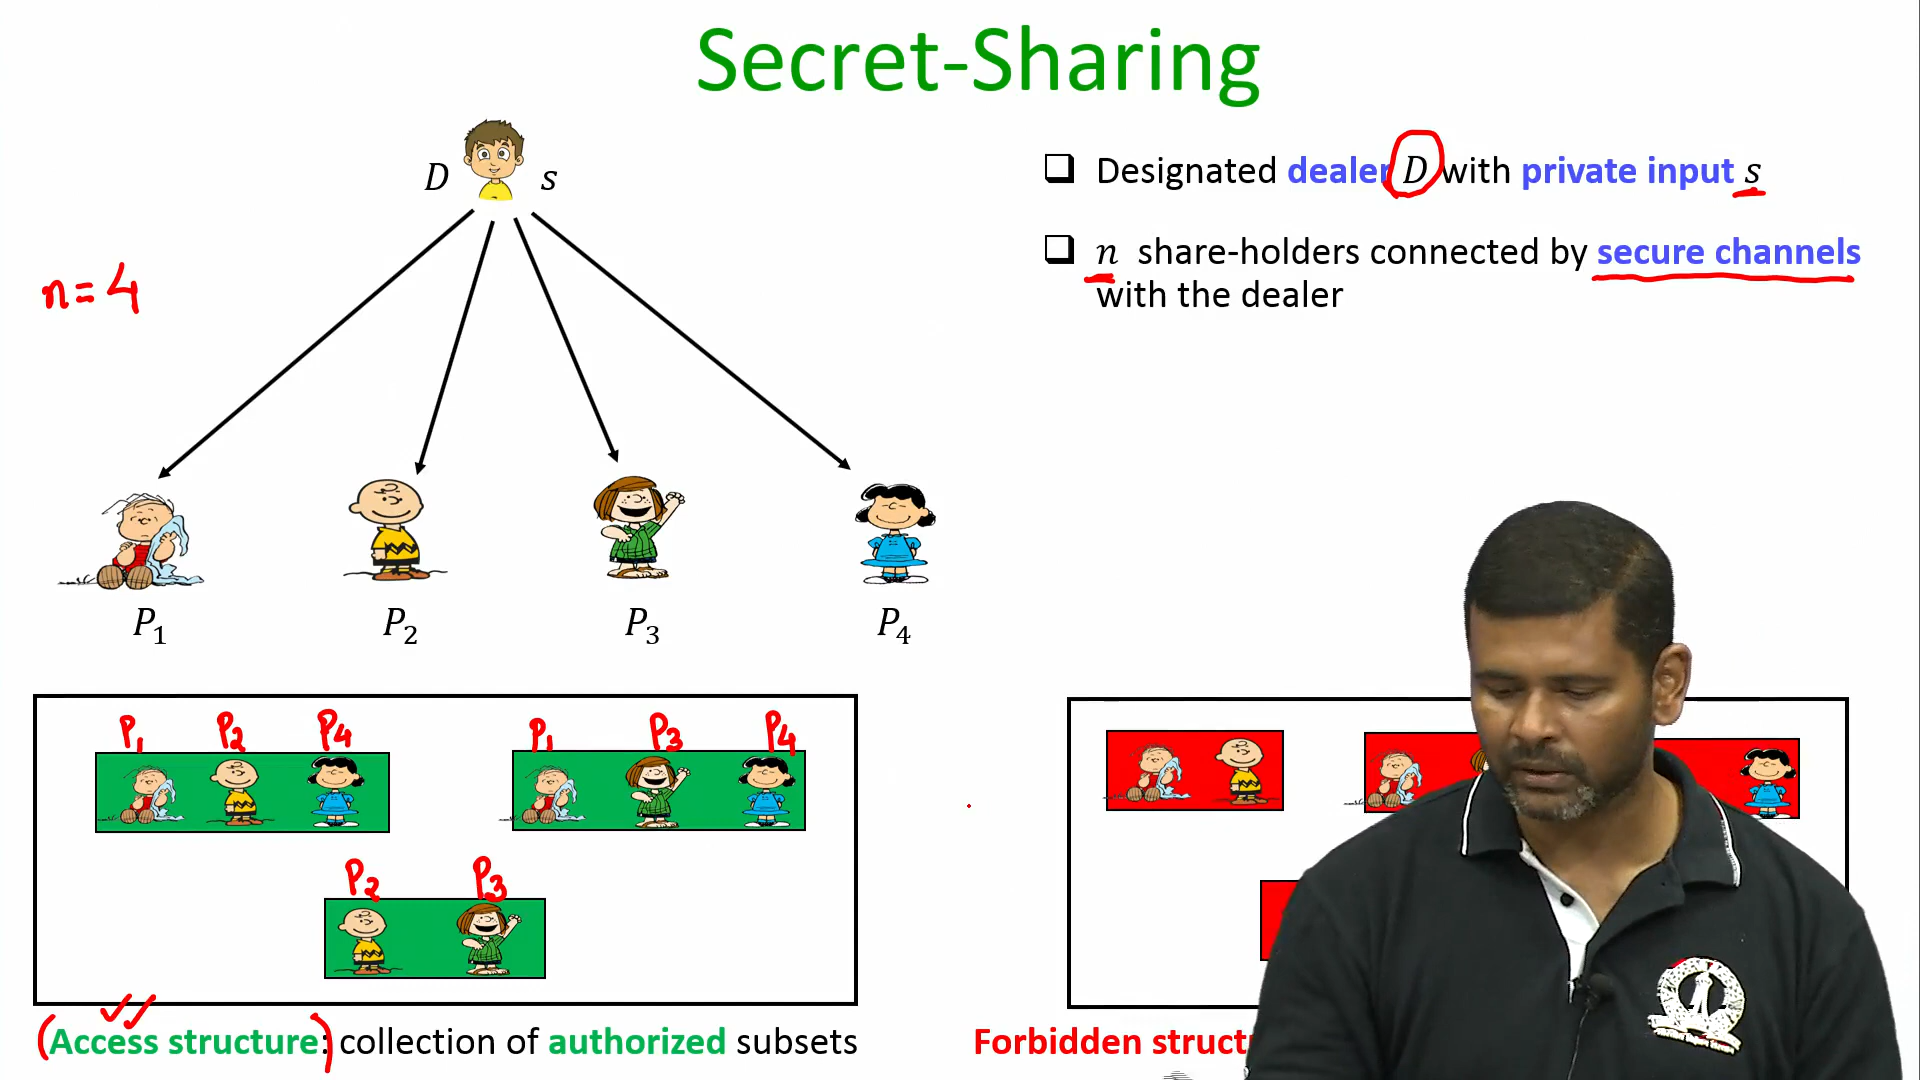 Secret-Sharing
D s
❑ Designated dealer D with private input s
❑ n share-holders connected by secure channels
with the dealer
n=4
P1 P2 P3 P4
P1 P2 P4 P1 P3 P4
P2 P3
(Access structure:) collection of authorized subsets
Forbidden